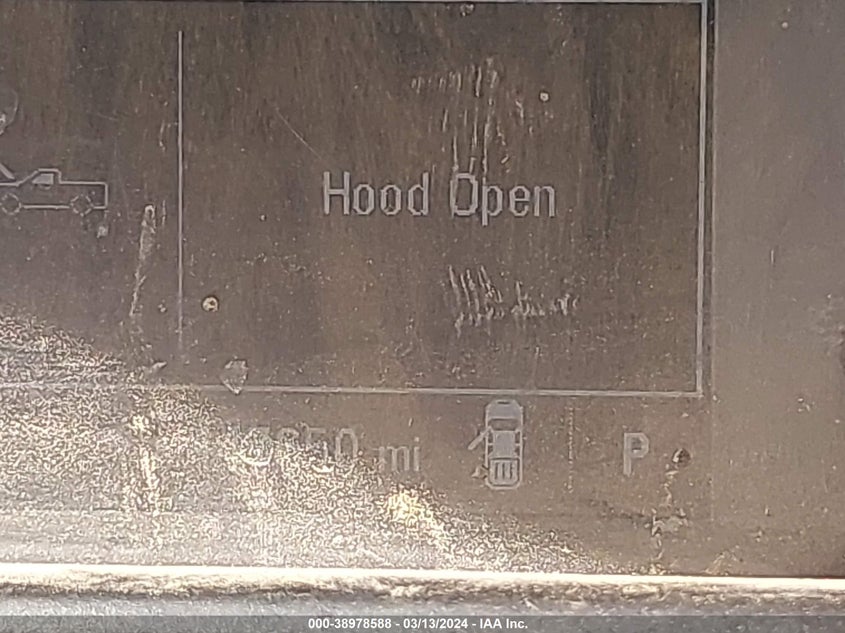 Hood Open
mi
P
000-38978588 - 03/13/2024 - IAA Inc.